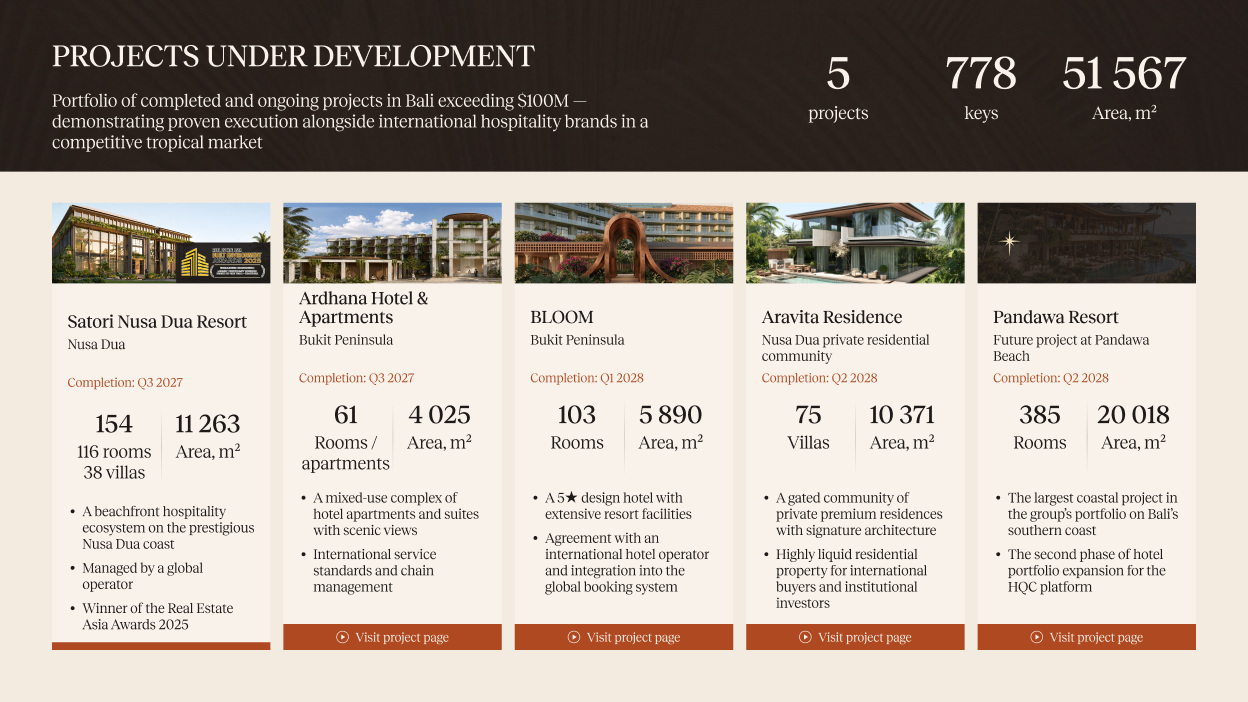 PROJECTS UNDER DEVELOPMENT
Portfolio of completed and ongoing projects in Bali exceeding $100M —
demonstrating proven execution alongside international hospitality brands in a
competitive tropical market
5
projects
778
keys
51 567
Area, m²
BUILT ENVIRONMENT
AWARDS 2025
Satori Nusa Dua Resort
Nusa Dua
Completion: Q3 2027
154
116 rooms
38 villas
11 263
Area, m²
• A beachfront hospitality
ecosystem on the prestigious
Nusa Dua coast
• Managed by a global
operator
• Winner of the Real Estate
Asia Awards 2025
Ardhana Hotel &
Apartments
Bukit Peninsula
Completion: Q3 2027
61
Rooms /
apartments
4 025
Area, m²
• A mixed-use complex of
hotel apartments and suites
with scenic views
• International service
standards and chain
management
Visit project page
BLOOM
Bukit Peninsula
Completion: Q1 2028
103
Rooms
5 890
Area, m²
• A 5★ design hotel with
extensive resort facilities
• Agreement with an
international hotel operator
and integration into the
global booking system
Visit project page
Aravita Residence
Nusa Dua private residential
community
Completion: Q2 2028
75
Villas
10 371
Area, m²
• A gated community of
private premium residences
with signature architecture
• Highly liquid residential
property for international
buyers and institutional
investors
Visit project page
Pandawa Resort
Future project at Pandawa
Beach
Completion: Q2 2028
385
Rooms
20 018
Area, m²
• The largest coastal project in
the group's portfolio on Bali's
southern coast
• The second phase of hotel
portfolio expansion for the
HQC platform
Visit project page